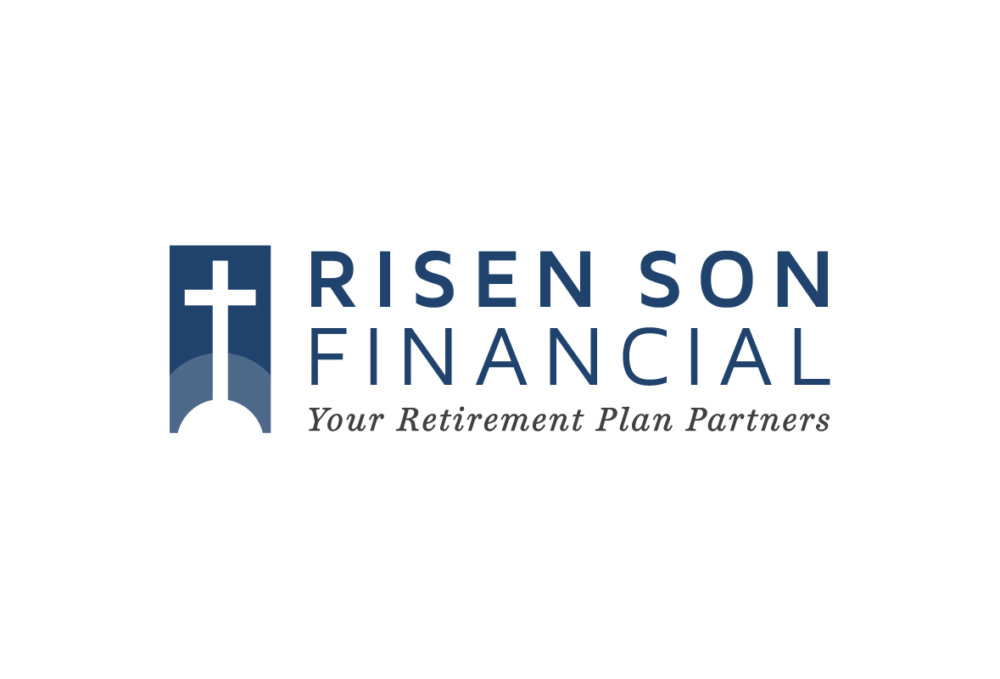 RISEN SON
FINANCIAL
Your Retirement Plan Partners